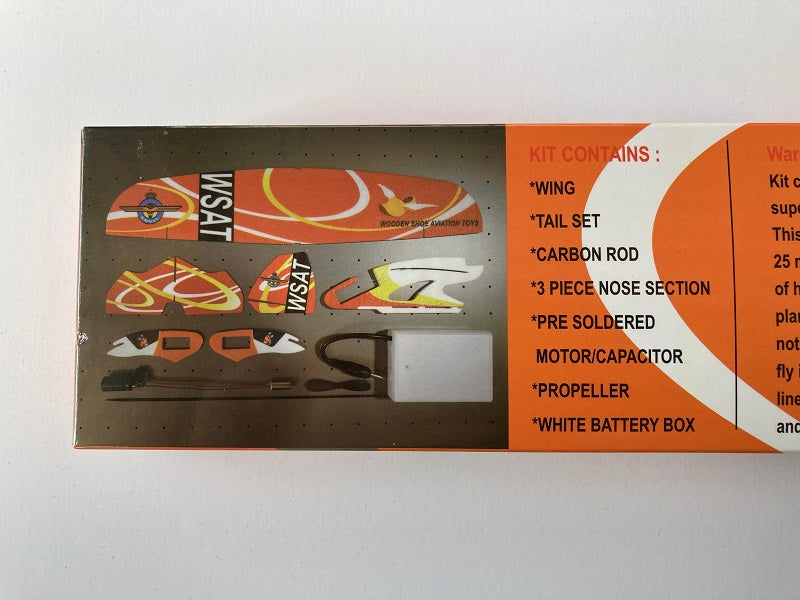 WSAT
WOODEN SHOE AVIATION TOYS
WSAT
KIT CONTAINS :
*WING
*TAIL SET
*CARBON ROD
*3 PIECE NOSE SECTION
*PRE SOLDERED
MOTOR/CAPACITOR
*PROPELLER
*WHITE BATTERY BOX
War
Kit c
supe
This
25 m
of h
plan
not
fly i
line
and